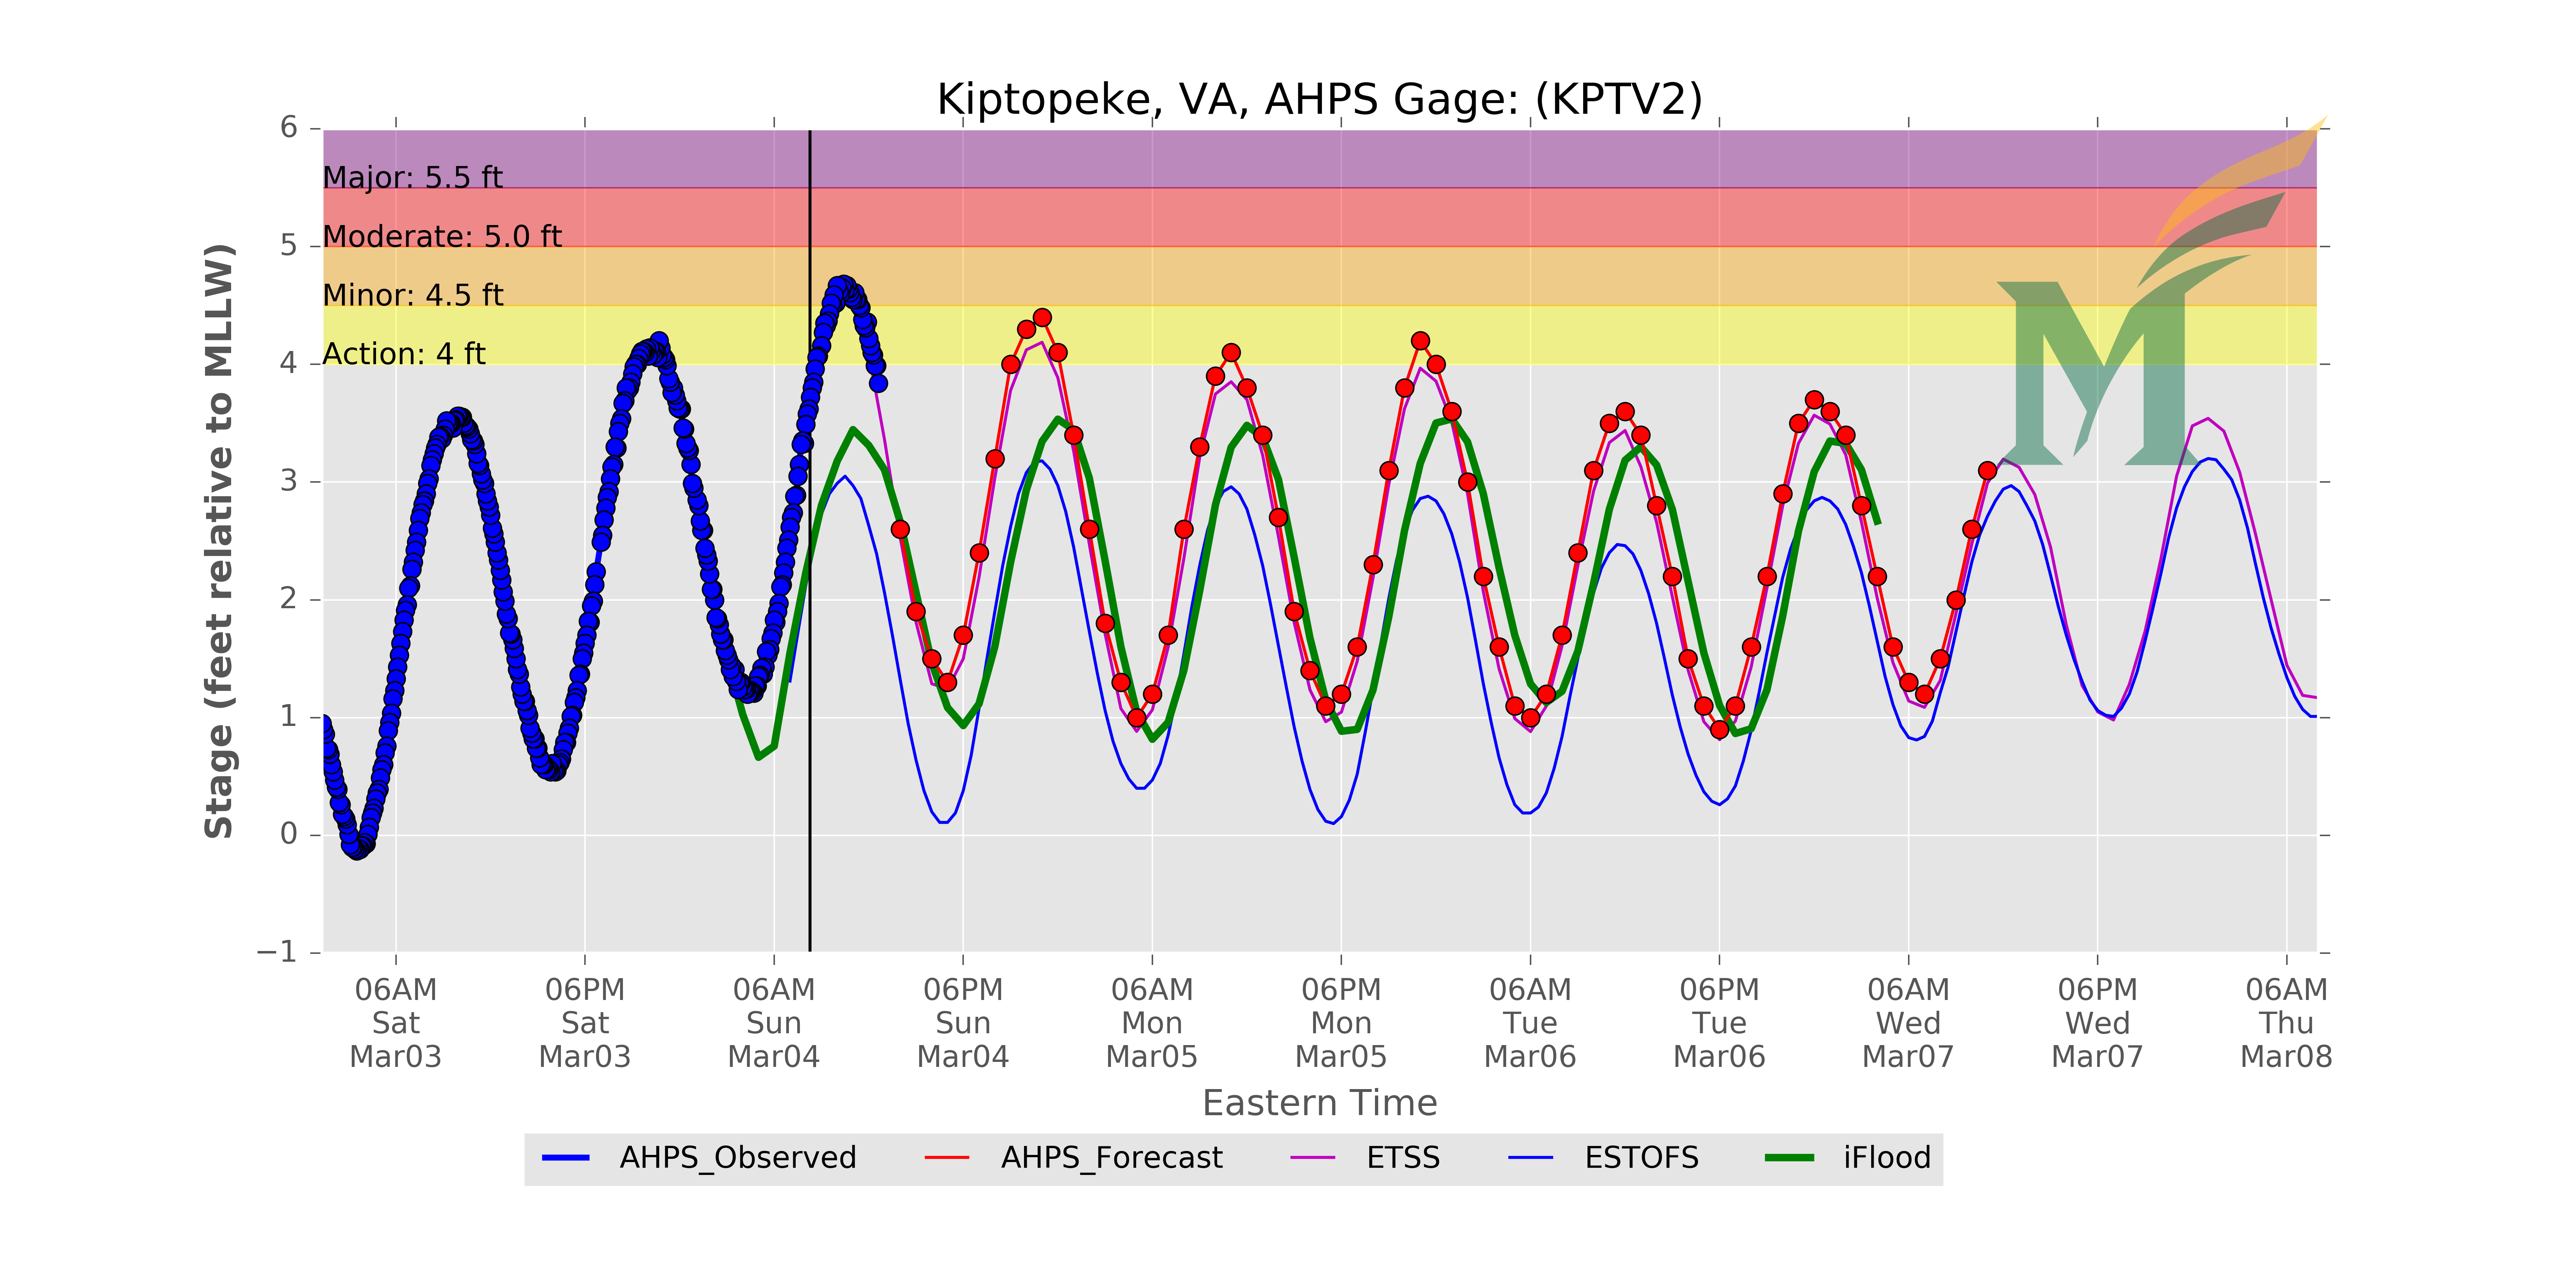 Kiptopeke, VA, AHPS Gage: (KPTV2)
6
Major: 5.5 ft
Moderate: 5.0 ft
5
Minor: 4.5 ft
Action: 4 ft
4
3
2
1
0
−1
Stage (feet relative to MLLW)
M
06AM 06PM 06AM 06PM 06AM 06PM 06AM 06PM 06AM 06PM 06AM
Sat Sat Sun Sun Mon Mon Tue Tue Wed Wed Thu
Mar03 Mar03 Mar04 Mar04 Mar05 Mar05 Mar06 Mar06 Mar07 Mar07 Mar08
Eastern Time
AHPS_Observed AHPS_Forecast ETSS ESTOFS iFlood